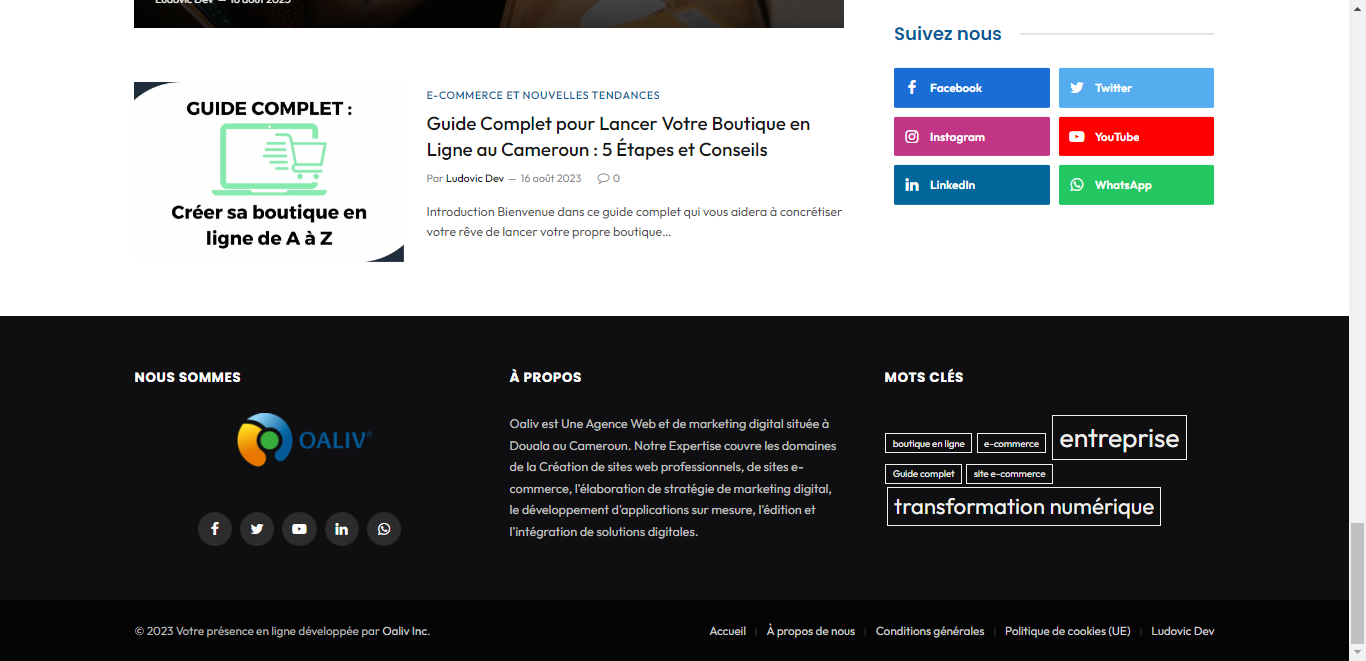 Ludovic Dev — 16 août 2023
Suivez nous
Facebook
Twitter
Instagram
YouTube
LinkedIn
WhatsApp
GUIDE COMPLET :
Créer sa boutique en
ligne de A à Z
E-COMMERCE ET NOUVELLES TENDANCES
Guide Complet pour Lancer Votre Boutique en
Ligne au Cameroun : 5 Étapes et Conseils
Par Ludovic Dev — 16 août 2023 0
Introduction Bienvenue dans ce guide complet qui vous aidera à concrétiser
votre rêve de lancer votre propre boutique…
NOUS SOMMES
OALIV®
À PROPOS
Oaliv est Une Agence Web et de marketing digital située à
Douala au Cameroun. Notre Expertise couvre les domaines
de la Création de sites web professionnels, de sites e-
commerce, l'élaboration de stratégie de marketing digital,
le développement d'applications sur mesure, l'édition et
l'intégration de solutions digitales.
MOTS CLÉS
boutique en ligne e-commerce entreprise
Guide complet site e-commerce
transformation numérique
© 2023 Votre présence en ligne développée par Oaliv Inc.
Accueil | À propos de nous | Conditions générales | Politique de cookies (UE) | Ludovic Dev